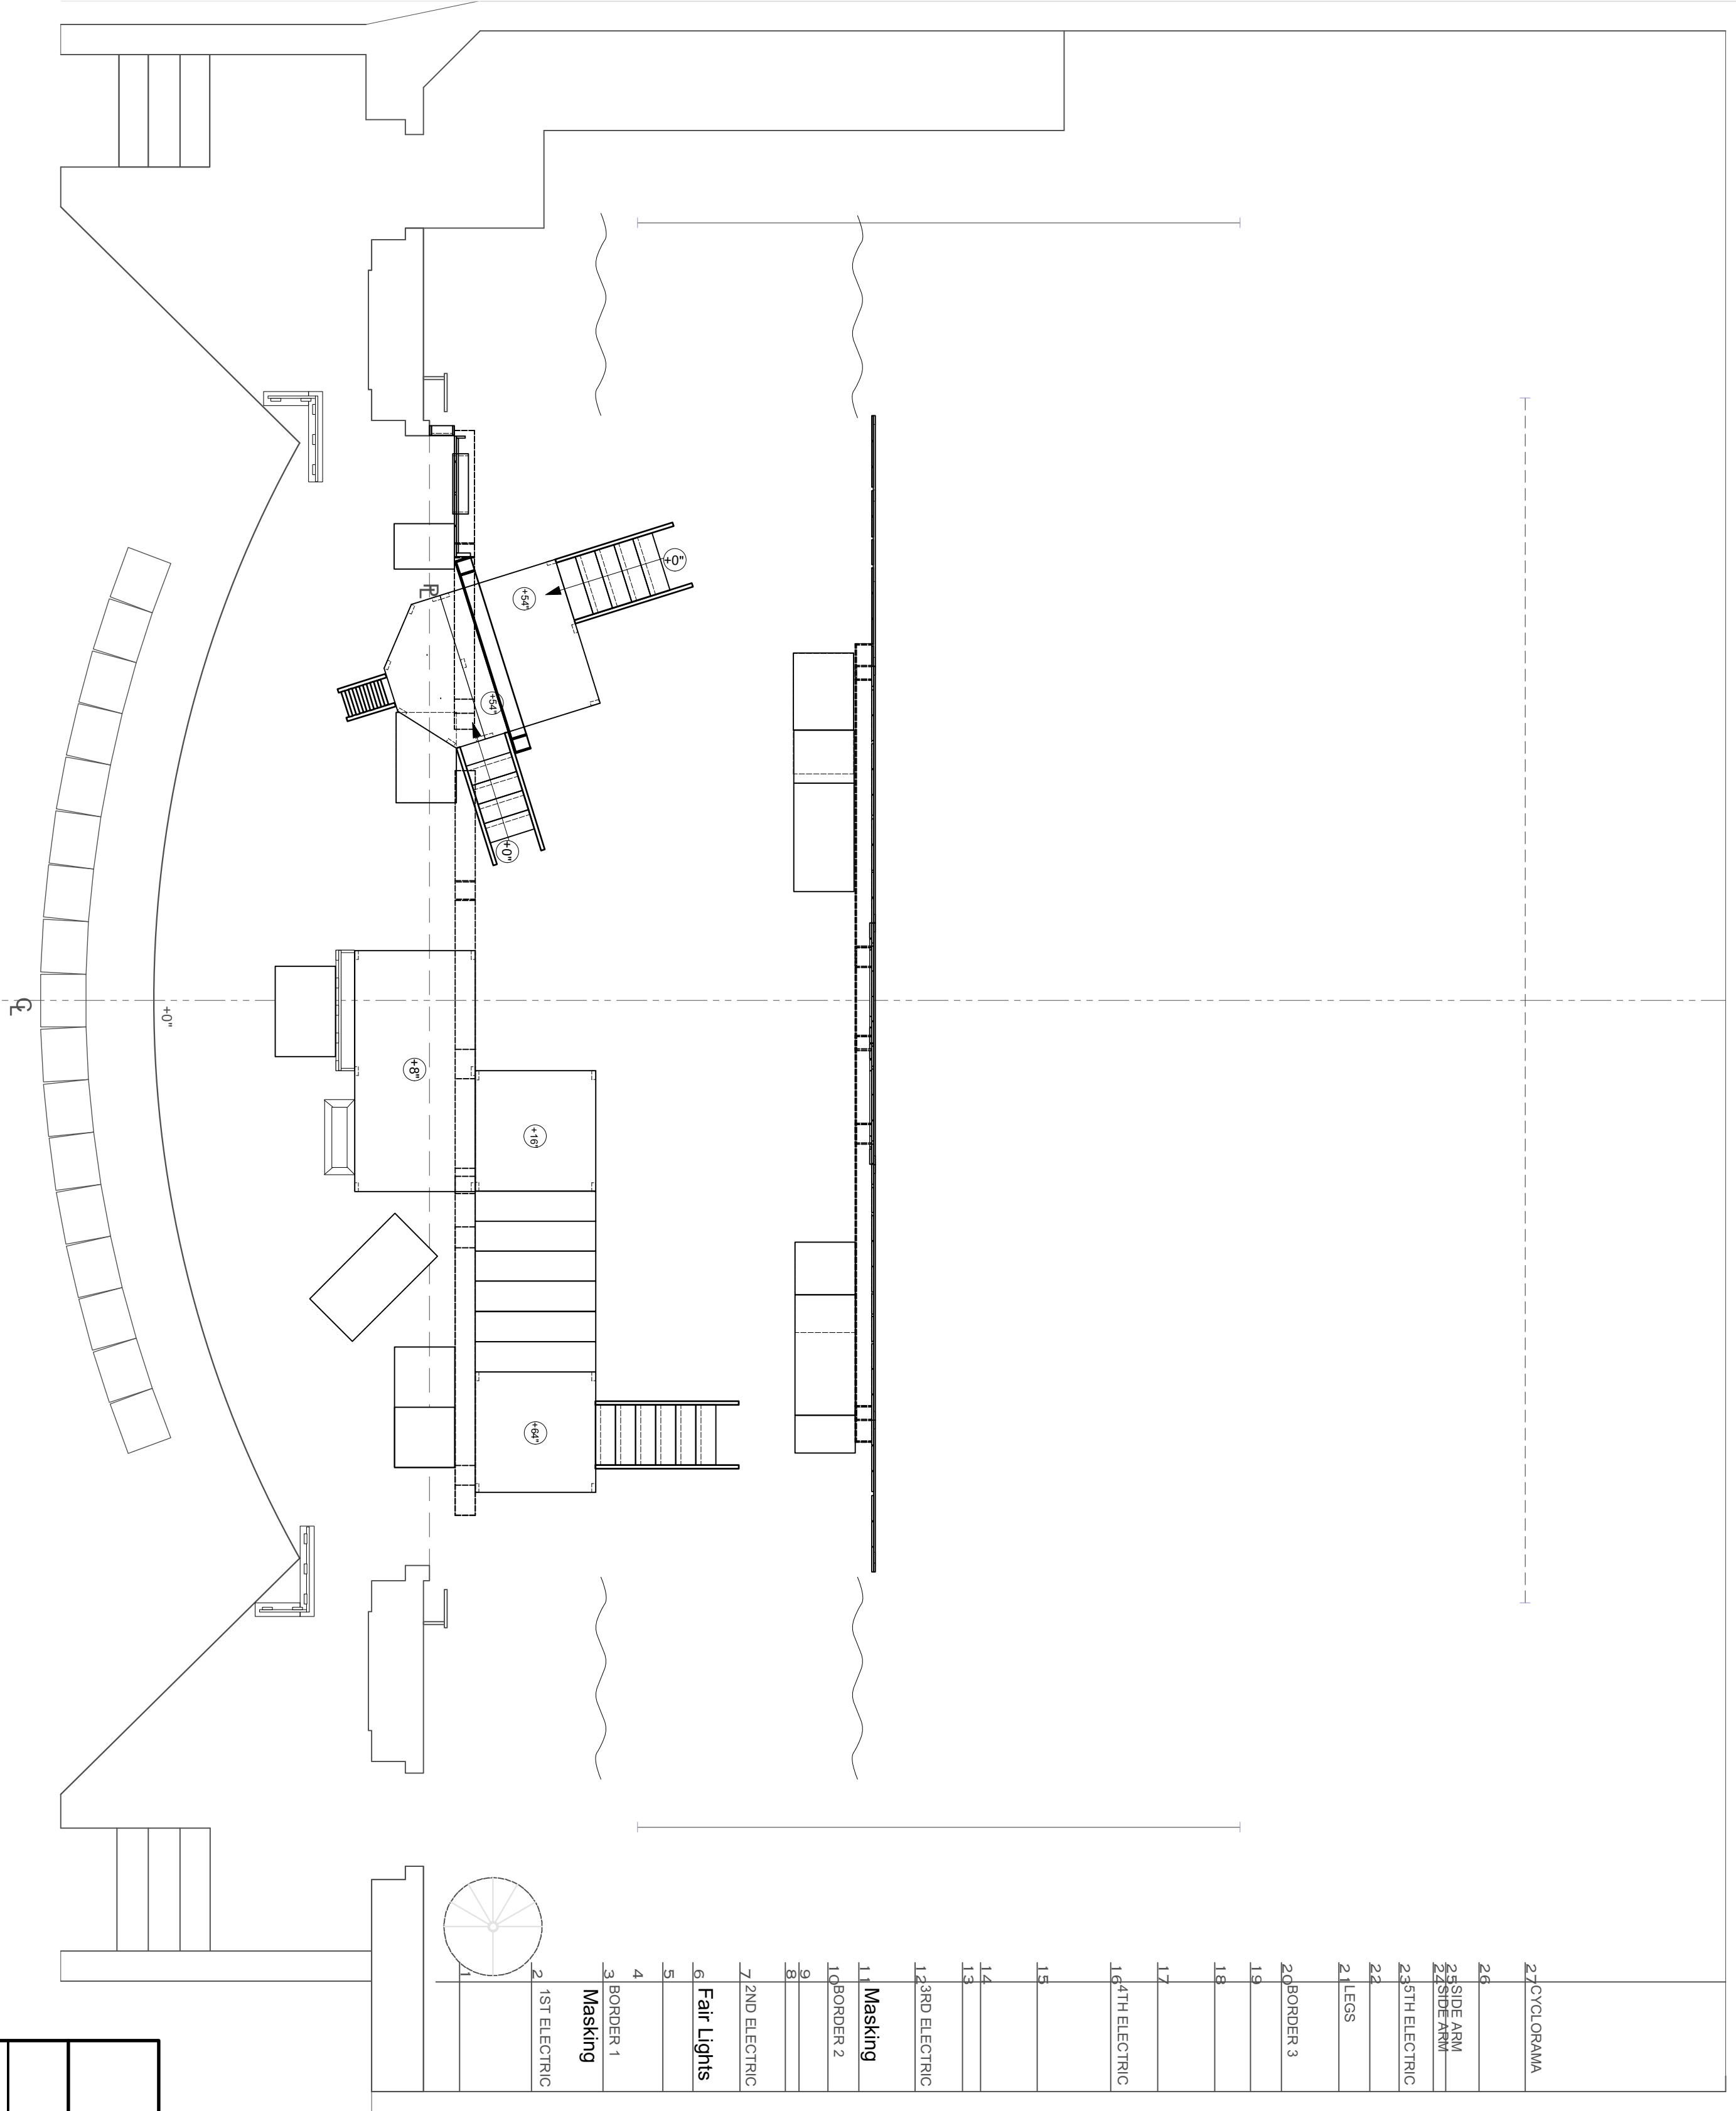 +0"
+54"
PL
+54"
+0"
CL
+0"
+8"
+16"
+64"
1
2 1ST ELECTRIC
Masking
3 BORDER 1
4
5
6
Fair Lights
7 2ND ELECTRIC
8
9
10 BORDER 2
11
Masking
12 3RD ELECTRIC
13
14
15
16 4TH ELECTRIC
17
18
19
20 BORDER 3
21 LEGS
22
23 5TH ELECTRIC
24 SIDE ARM
25 SIDE ARM
26
27 CYCLORAMA